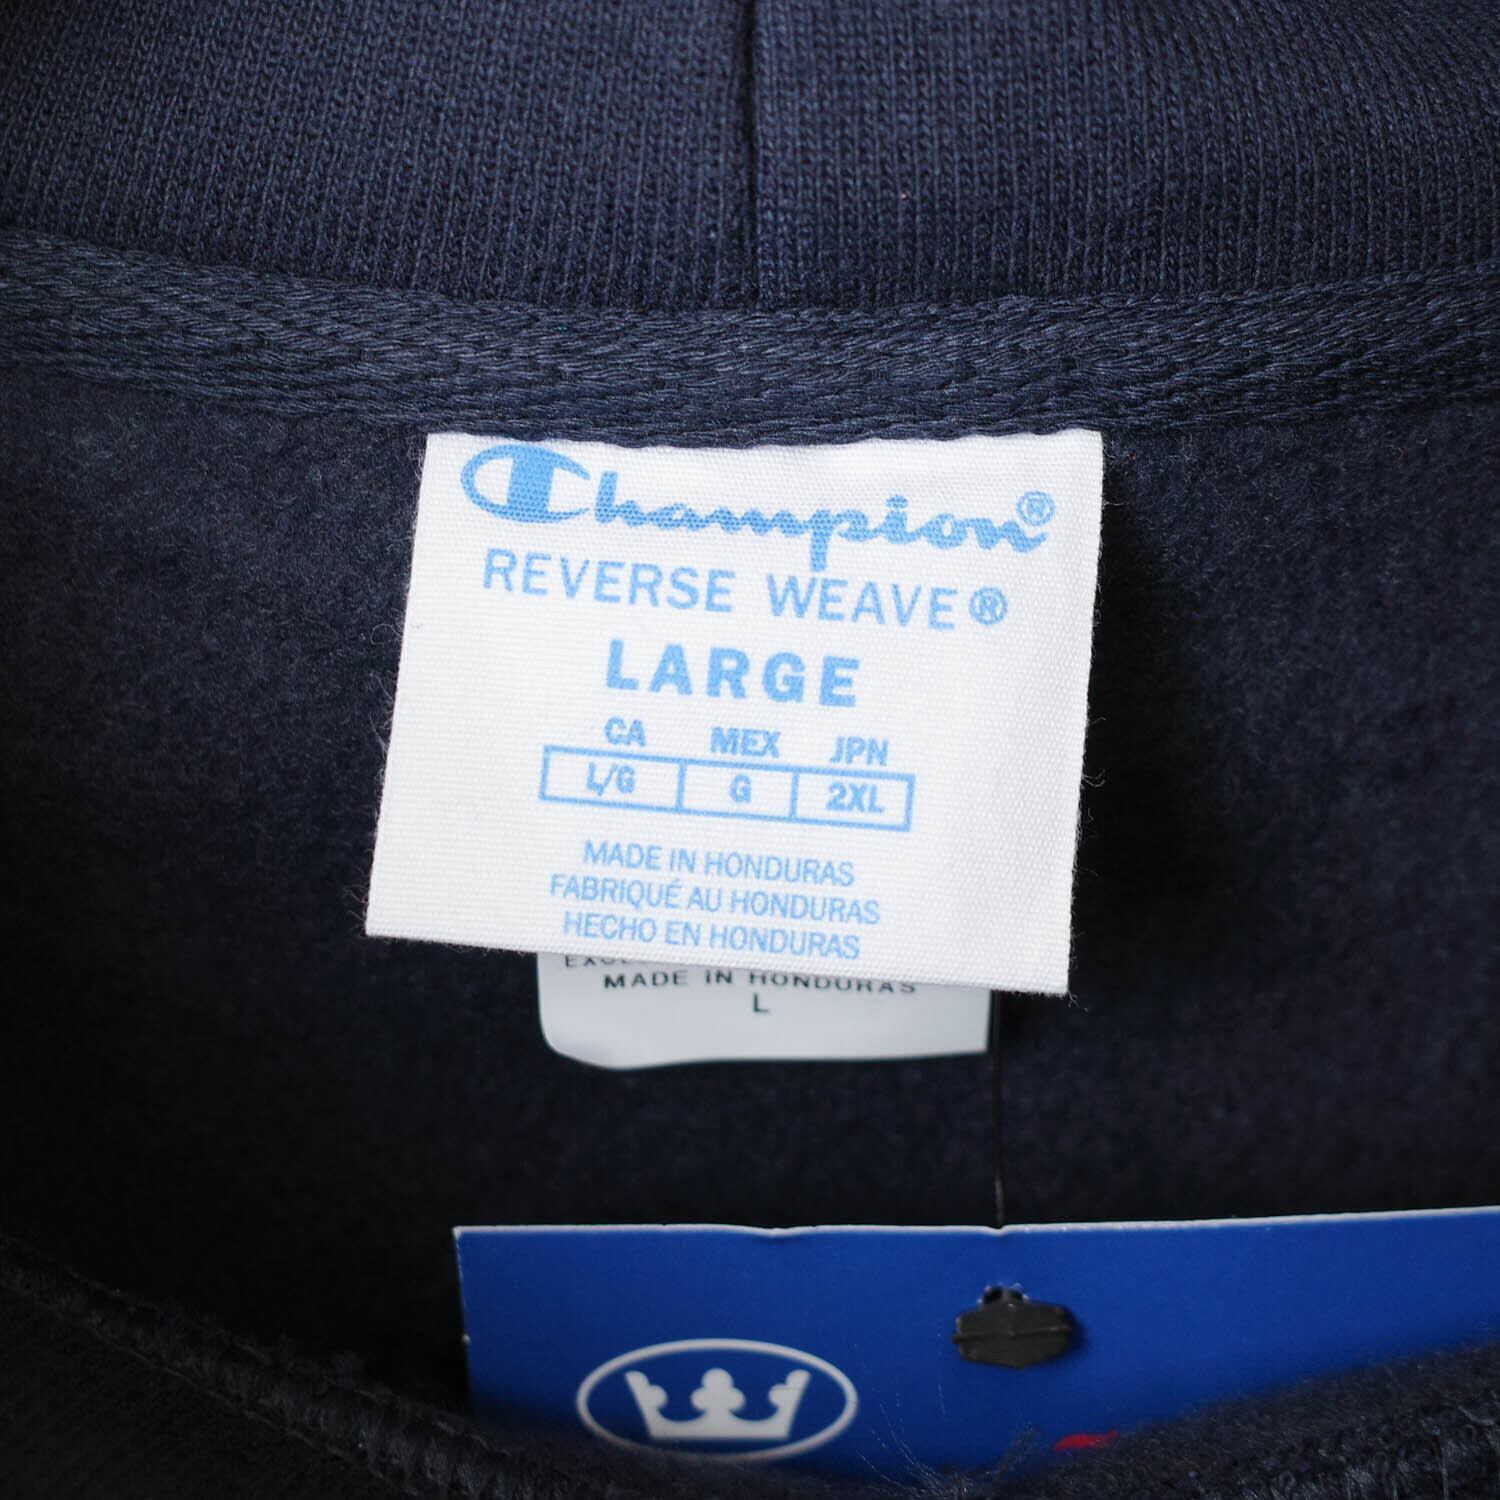 Champion®
REVERSE WEAVE®
LARGE
CA MEX JPN
L/G G 2XL
MADE IN HONDURAS
FABRIQUÉ AU HONDURAS
HECHO EN HONDURAS
MADE IN HONDURAS
L